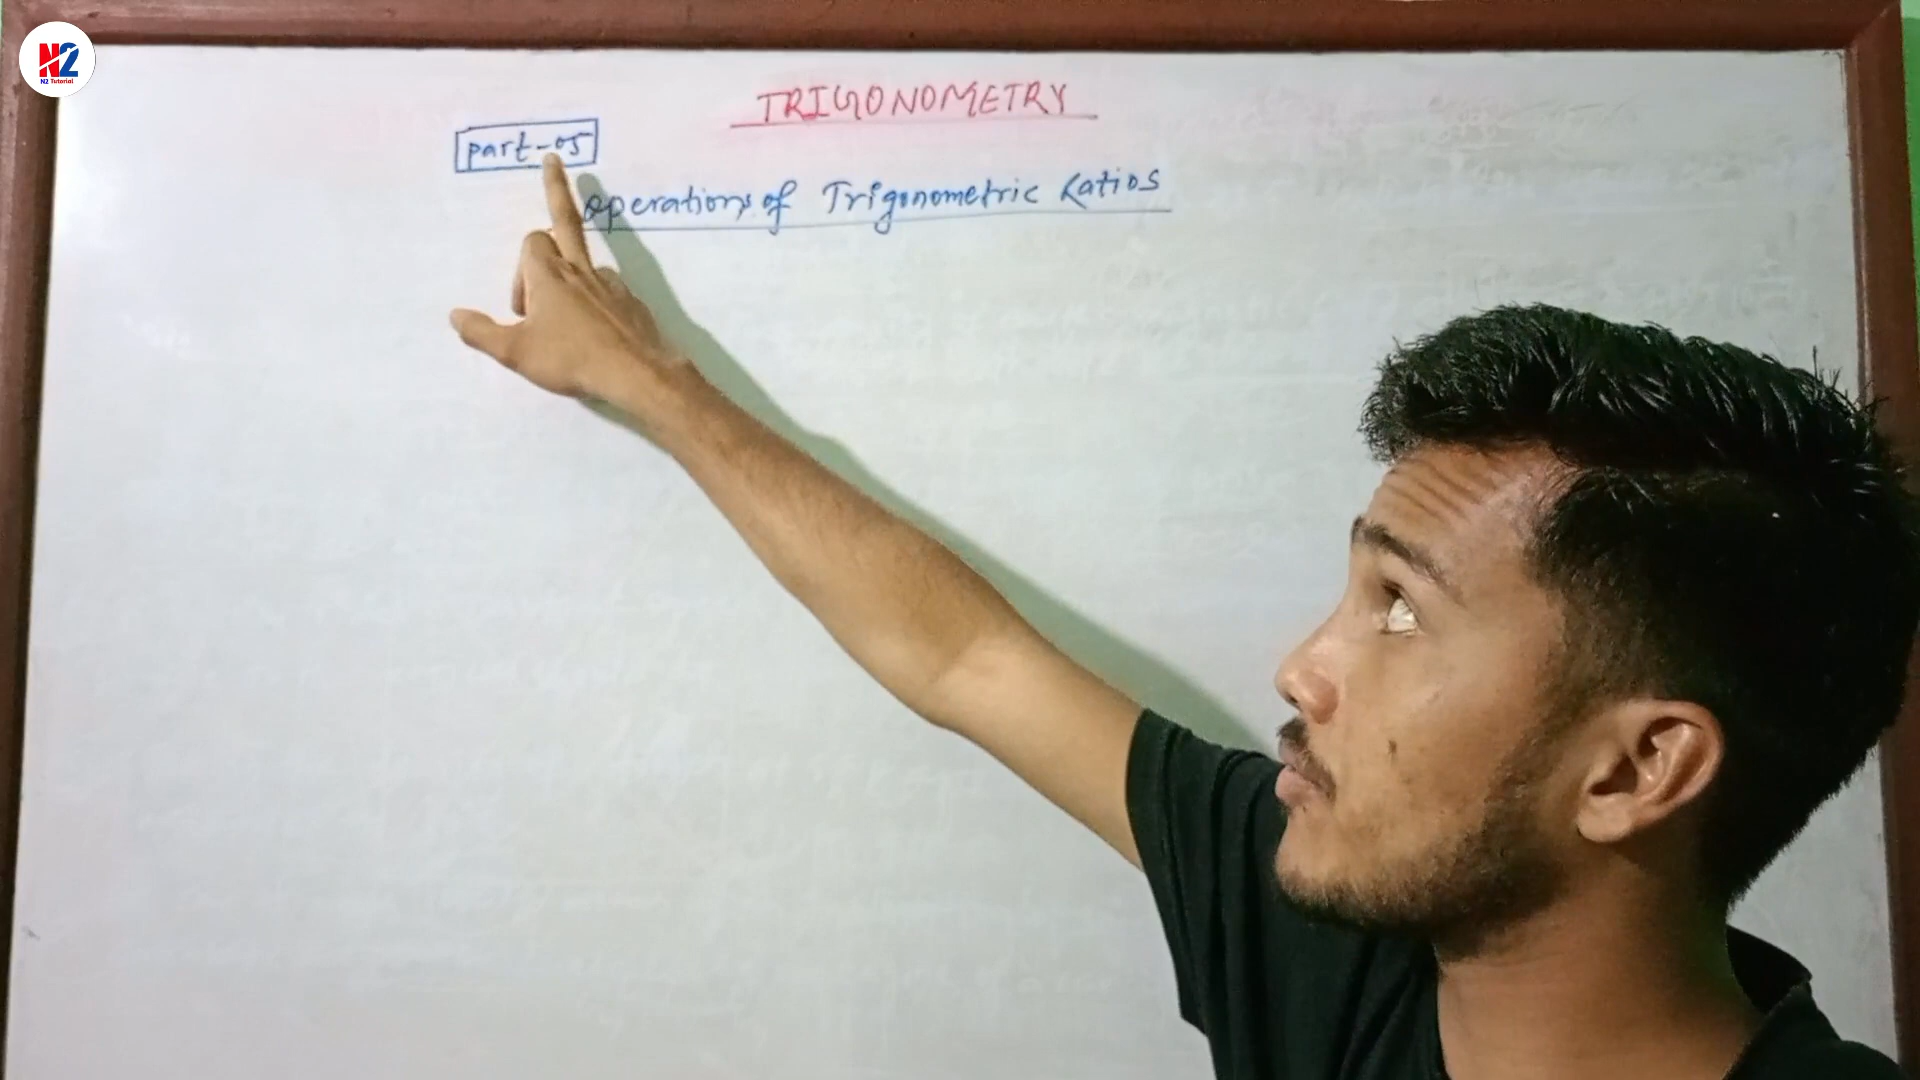 N2
N2 Tutorial
TRIGONOMETRY
part-05
operations of Trigonometric Ratios